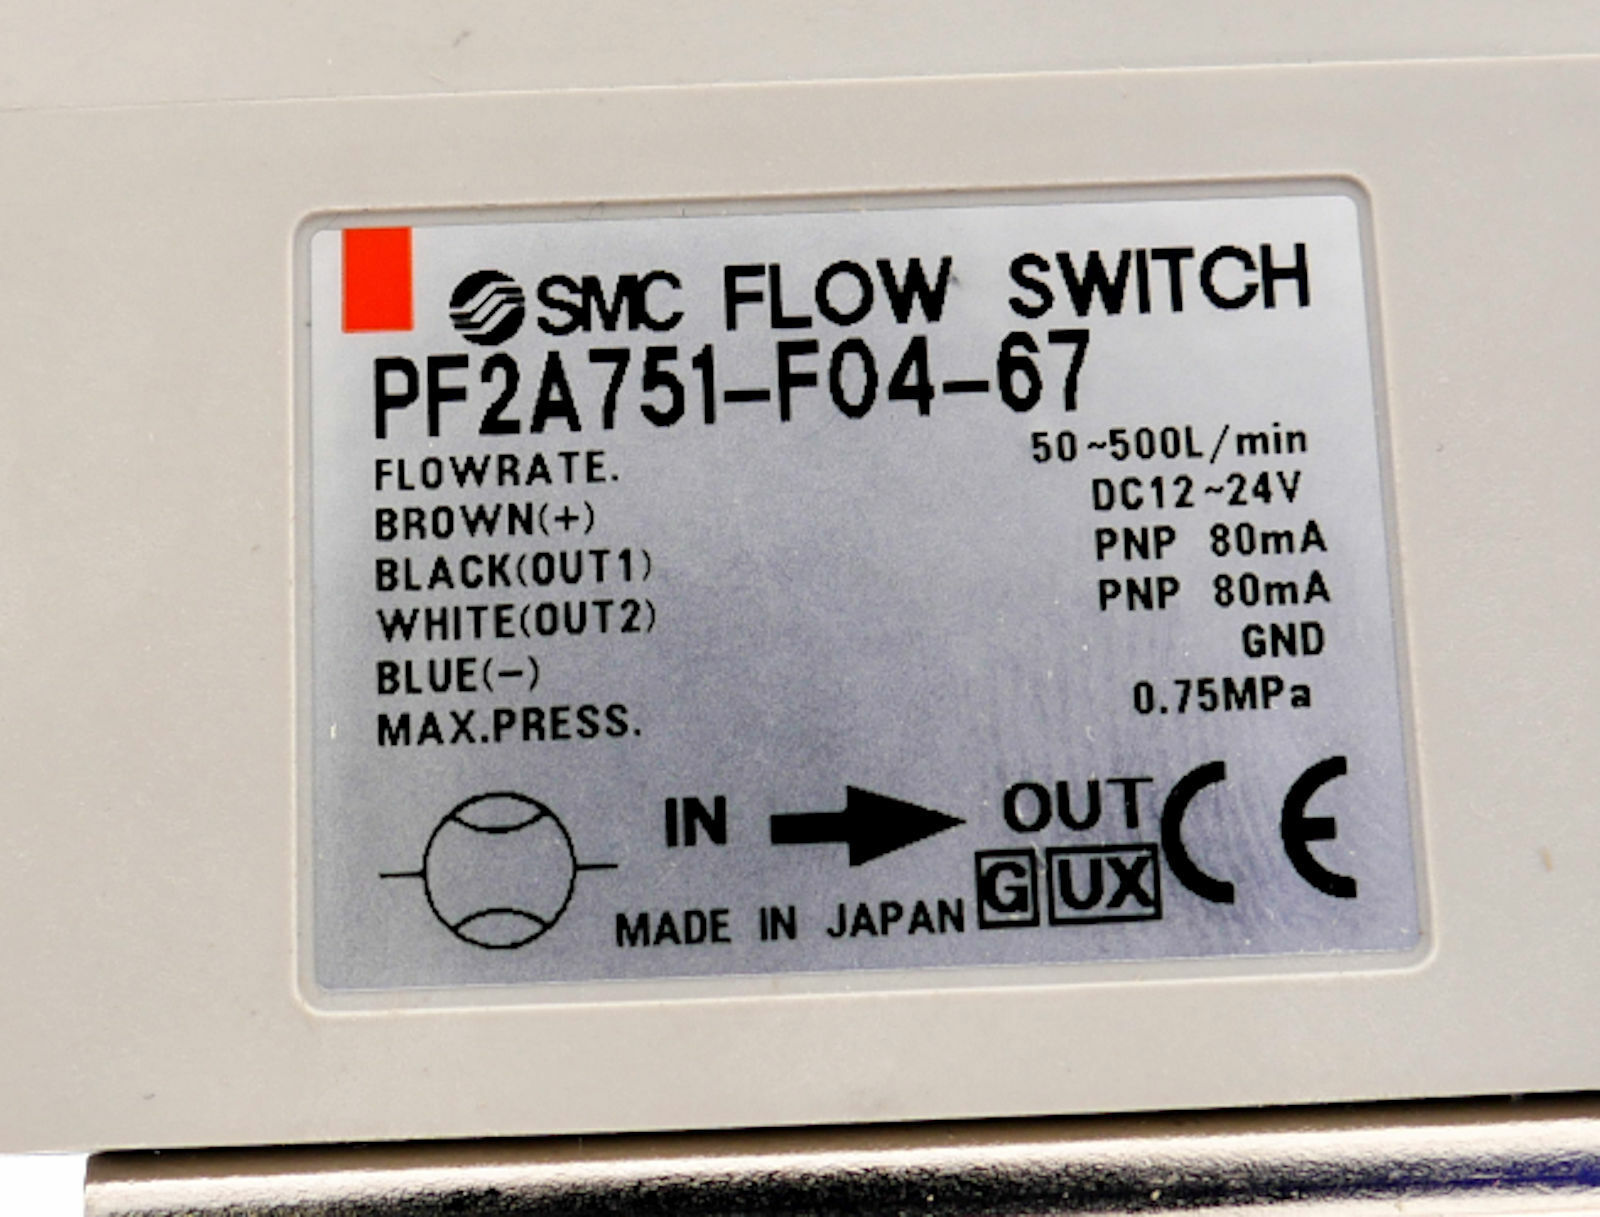 SMC FLOW SWITCH
PF2A751-F04-67
FLOWRATE. 50~500L/min
BROWN(+) DC12~24V
BLACK(OUT1) PNP 80mA
WHITE(OUT2) PNP 80mA
BLUE(-) GND
MAX.PRESS. 0.75MPa
IN OUT CE
MADE IN JAPAN G UX